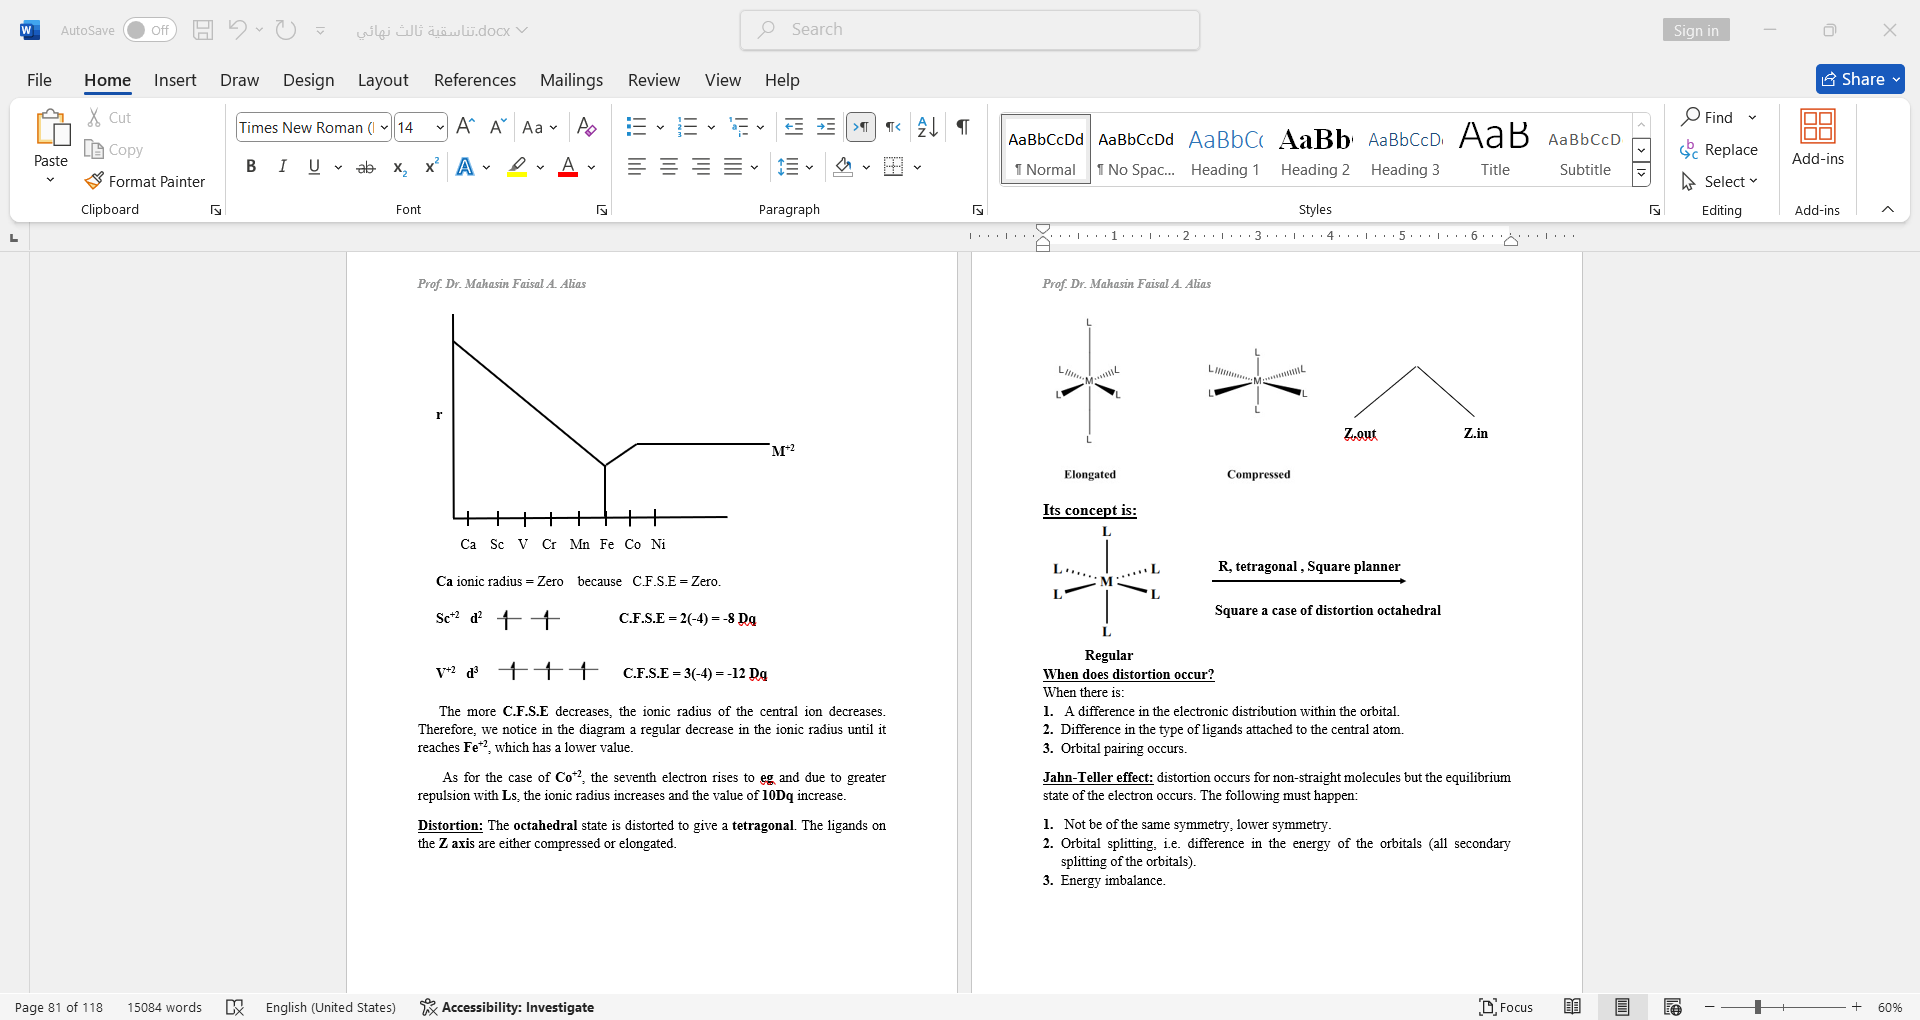 AutoSave Off
تناسقية ثالث نهائي.docx
Search
Sign in
File Home Insert Draw Design Layout References Mailings Review View Help
Share
Paste
Cut
Copy
Format Painter
Clipboard
Times New Roman (
14
Aa
Font
Paragraph
AaBbCcDd AaBbCcDd AaBbCc AaBb AaBbCcD AaB AaBbCcD
¶ Normal ¶ No Spac... Heading 1 Heading 2 Heading 3 Title Subtitle
Styles
Find
Replace
Select
Editing
Add-ins
Add-ins
1 2 3 4 5 6
Prof. Dr. Mahasin Faisal A. Alias
r
M+2
Ca Sc V Cr Mn Fe Co Ni
Ca ionic radius = Zero because C.F.S.E = Zero.
Sc+2 d2 C.F.S.E = 2(-4) = -8 Dq
V+2 d3 C.F.S.E = 3(-4) = -12 Dq
The more C.F.S.E decreases, the ionic radius of the central ion decreases.
Therefore, we notice in the diagram a regular decrease in the ionic radius until it
reaches Fe+2, which has a lower value.
As for the case of Co+2, the seventh electron rises to eg and due to greater
repulsion with Ls, the ionic radius increases and the value of 10Dq increase.
Distortion: The octahedral state is distorted to give a tetragonal. The ligands on
the Z axis are either compressed or elongated.
Prof. Dr. Mahasin Faisal A. Alias
L
L L
M
L L
L
L
L L
M
L L
L
Z.out Z.in
Elongated Compressed
Its concept is:
L
L L
M
L L
L
R, tetragonal , Square planner
Square a case of distortion octahedral
Regular
When does distortion occur?
When there is:
1. A difference in the electronic distribution within the orbital.
2. Difference in the type of ligands attached to the central atom.
3. Orbital pairing occurs.
Jahn-Teller effect: distortion occurs for non-straight molecules but the equilibrium
state of the electron occurs. The following must happen:
1. Not be of the same symmetry, lower symmetry.
2. Orbital splitting, i.e. difference in the energy of the orbitals (all secondary
splitting of the orbitals).
3. Energy imbalance.
Page 81 of 118 15084 words English (United States) Accessibility: Investigate Focus 60%